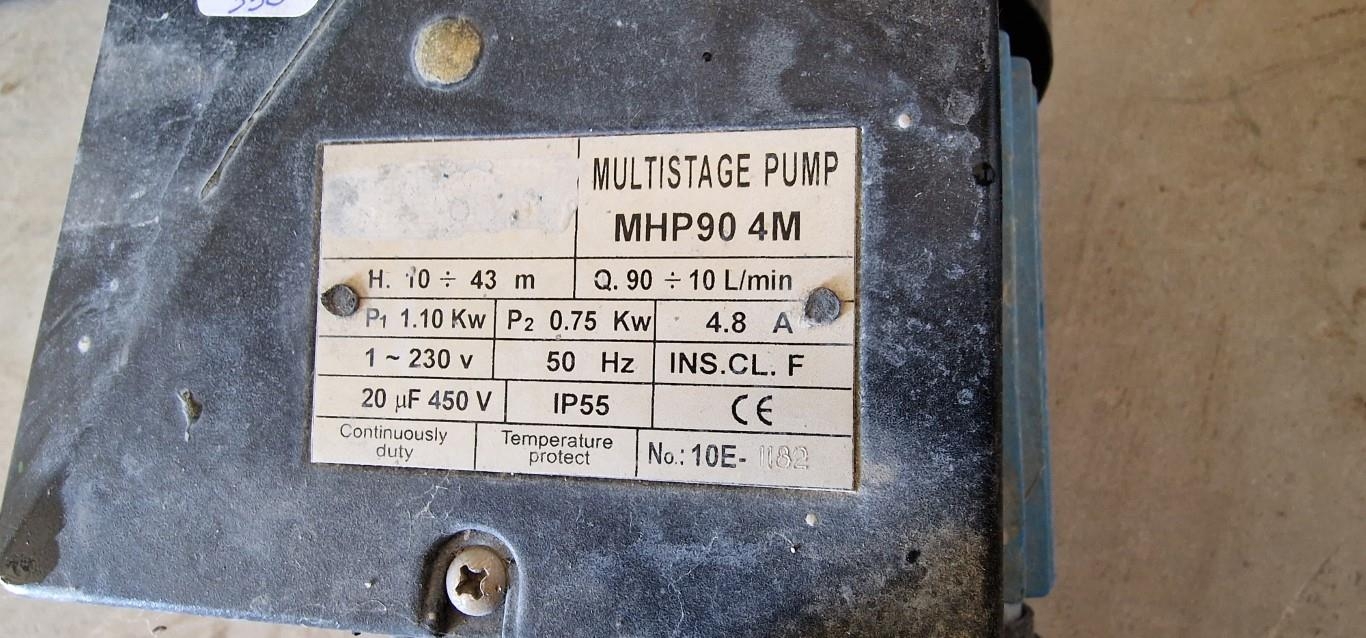 MULTISTAGE PUMP
MHP90 4M
H. 10 ÷ 43 m Q. 90 ÷ 10 L/min
P1 1.10 Kw P2 0.75 Kw 4.8 A
1 ~ 230 v 50 Hz INS.CL. F
20 µF 450 V IP55 CE
Continuously duty Temperature protect No.: 10E- 1182